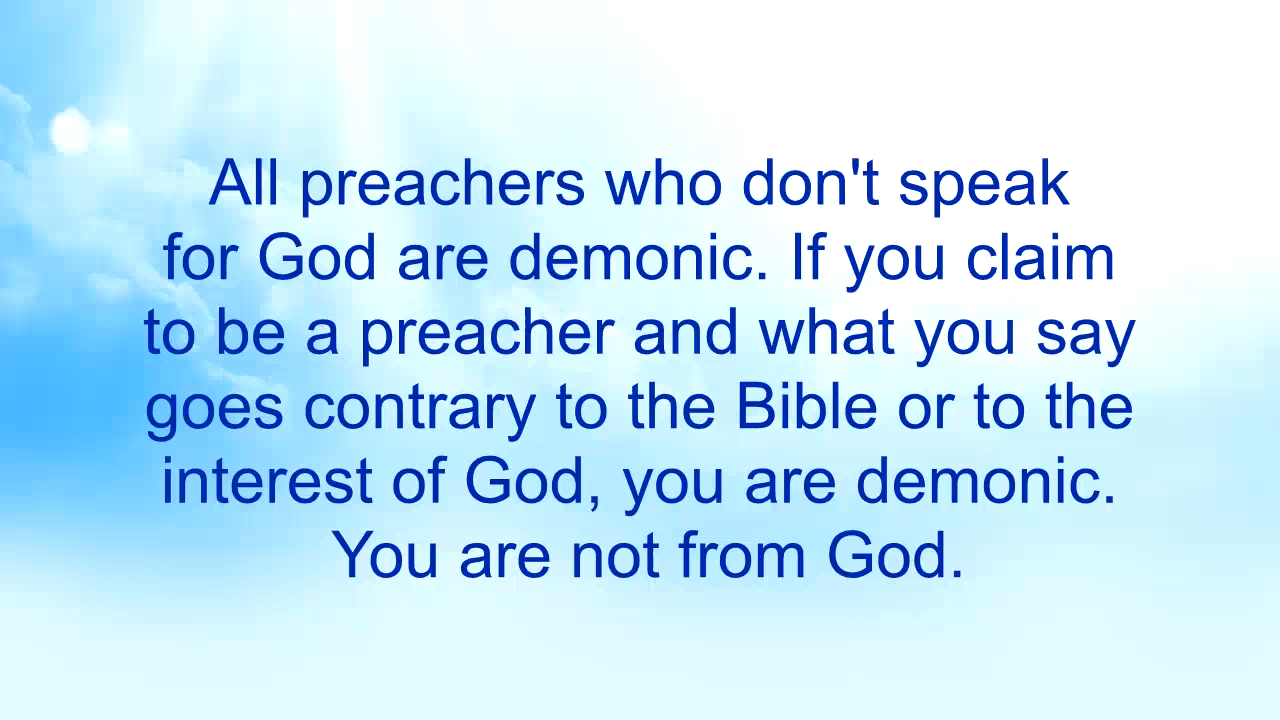 All preachers who don't speak
for God are demonic. If you claim
to be a preacher and what you say
goes contrary to the Bible or to the
interest of God, you are demonic.
You are not from God.